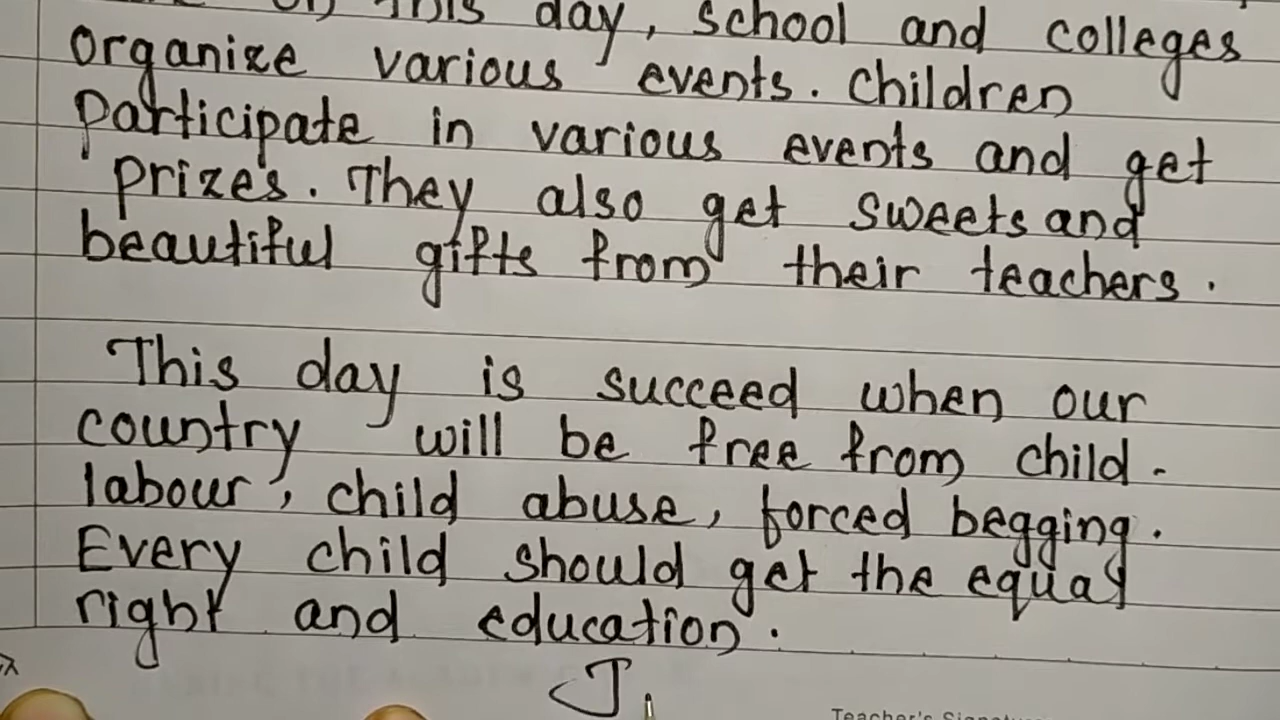 on this day, school and colleges
organize various events. Children
participate in various events and get
prizes. They also get sweets and
beautiful gifts from their teachers.
This day is succeed when our
country will be free from child-
labour, child abuse, forced begging.
Every child should get the equal
right and education.
J.
Teacher's